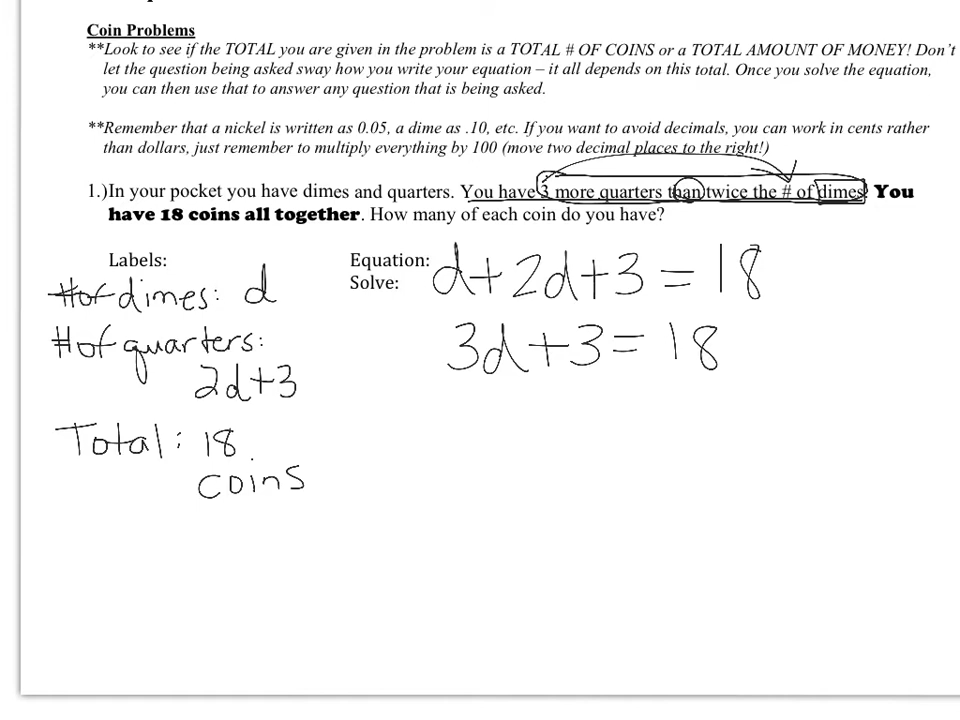 Coin Problems
**Look to see if the TOTAL you are given in the problem is a TOTAL # OF COINS or a TOTAL AMOUNT OF MONEY! Don't
let the question being asked sway how you write your equation – it all depends on this total. Once you solve the equation,
you can then use that to answer any question that is being asked.
**Remember that a nickel is written as 0.05, a dime as .10, etc. If you want to avoid decimals, you can work in cents rather
than dollars, just remember to multiply everything by 100 (move two decimal places to the right!)
1.)In your pocket you have dimes and quarters. You have 3 more quarters than twice the # of dimes. You
have 18 coins all together. How many of each coin do you have?
Labels:
# of dimes: d
# of quarters:
2d+3
Total: 18
coins
Equation: d+2d+3=18
Solve:
3d+3=18